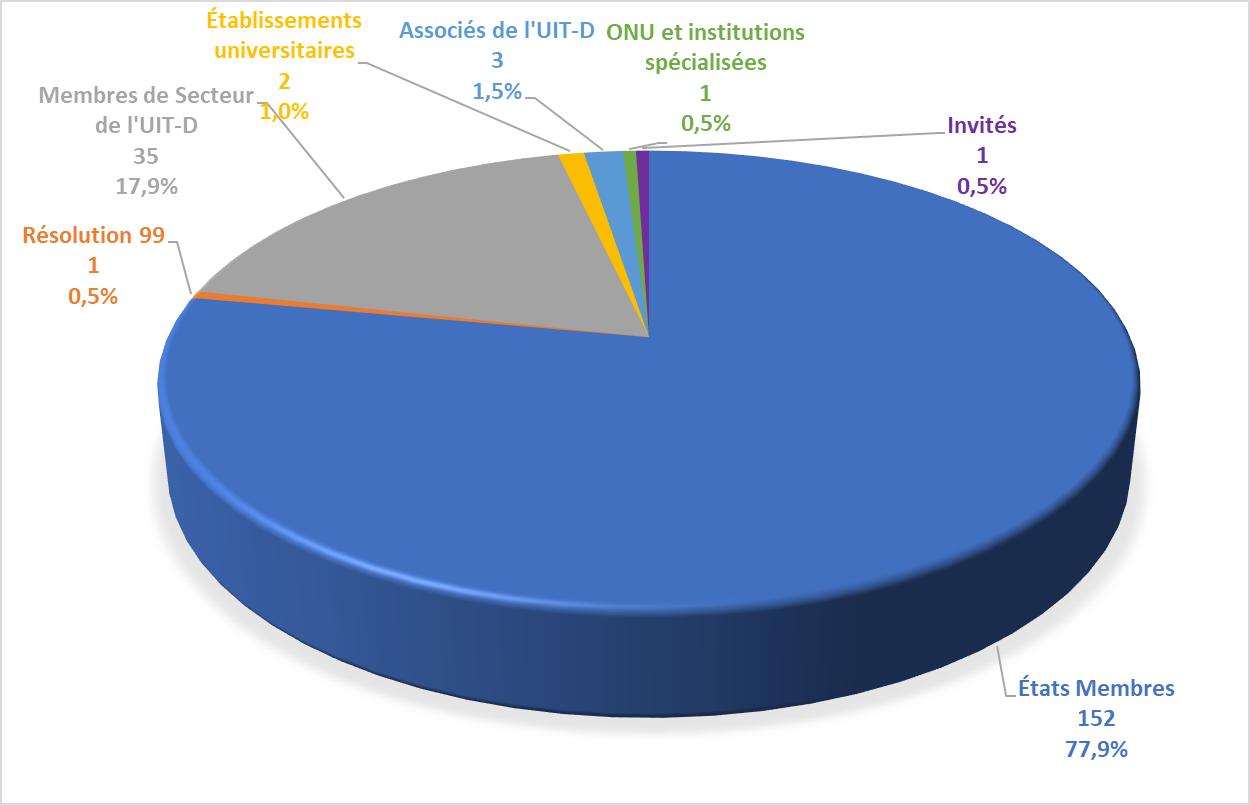 Établissements
universitaires
2
1,0%
Associés de l'UIT-D
3
1,5%
ONU et institutions
spécialisées
1
0,5%
Membres de Secteur
de l'UIT-D
35
17,9%
Invités
1
0,5%
Résolution 99
1
0,5%
États Membres
152
77,9%